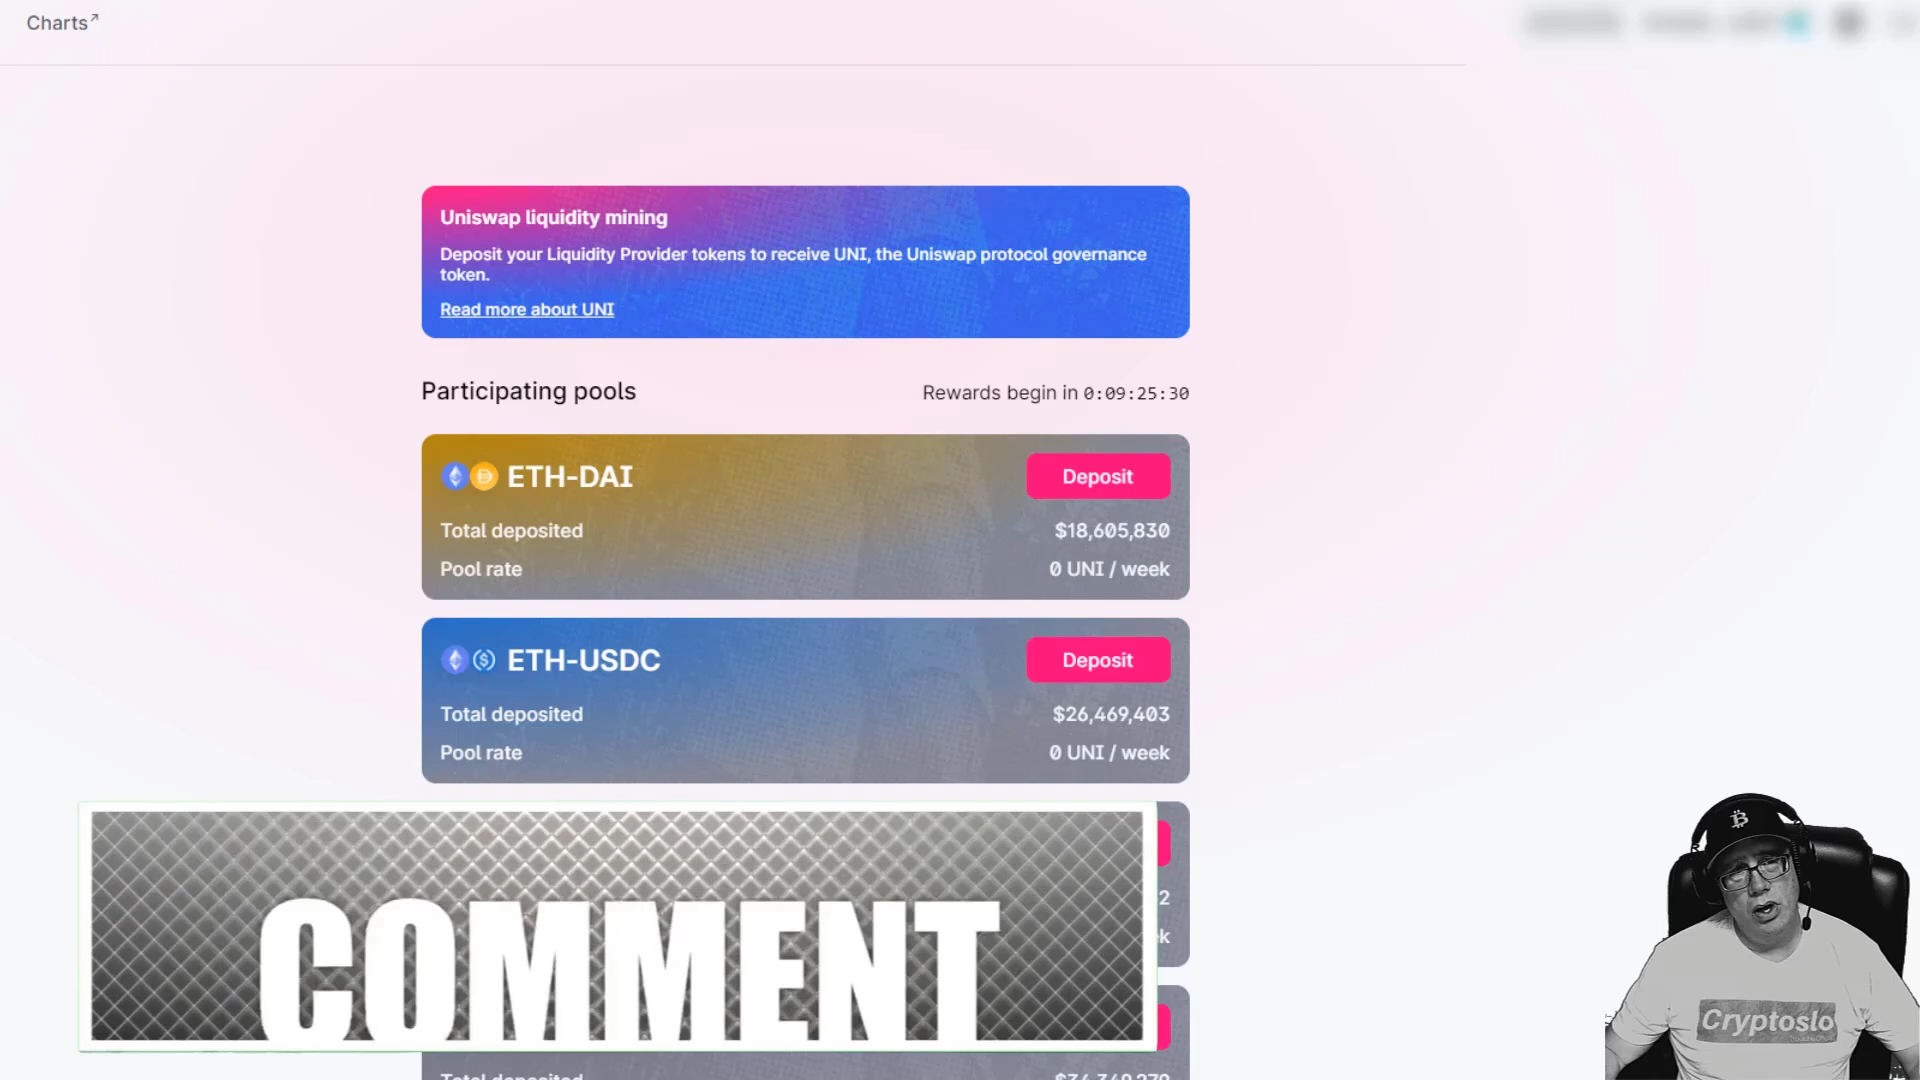 Charts↗
Uniswap liquidity mining
Deposit your Liquidity Provider tokens to receive UNI, the Uniswap protocol governance
token.
Read more about UNI
Participating pools
Rewards begin in 0:09:25:30
ETH-DAI
Deposit
Total deposited
$18,605,830
Pool rate
0 UNI / week
ETH-USDC
Deposit
Total deposited
$26,469,403
Pool rate
0 UNI / week
2
k
COMMENT
Cryptoslo
Total deposited